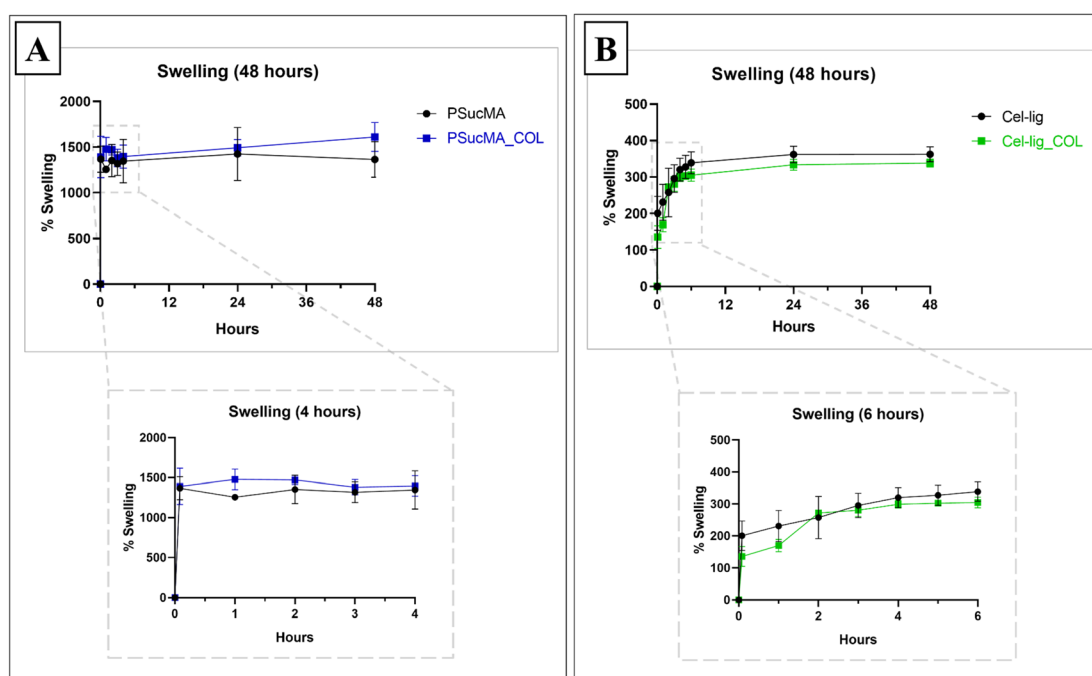 A
Swelling (48 hours)
% Swelling
2000
1500
1000
500
0
0 12 24 36 48
Hours
PSucMA
PSucMA_COL
Swelling (4 hours)
% Swelling
2000
1500
1000
500
0
0 1 2 3 4
Hours
B
Swelling (48 hours)
% Swelling
500
400
300
200
100
0
0 12 24 36 48
Hours
Cel-lig
Cel-lig_COL
Swelling (6 hours)
% Swelling
500
400
300
200
100
0
0 2 4 6
Hours